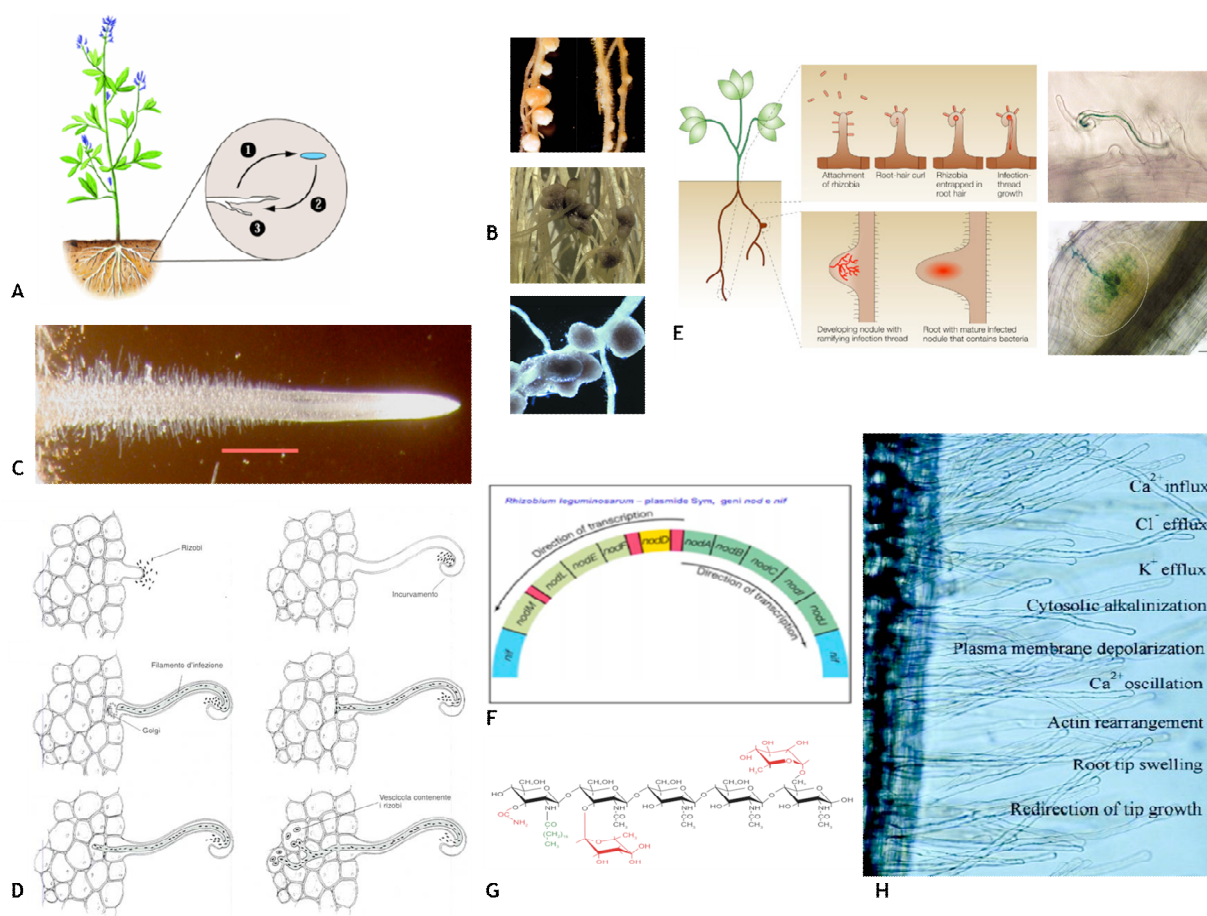 1
2
3
A
B
Attachment
of rhizobia
Root-hair curl
Rhizobia
entrapped in
root hair
Infection-
thread
growth
Developing nodule with
ramifying infection thread
Root with mature infected
nodule that contains bacteria
E
C
Rizobi
Incurvamento
Filamento d'infezione
Golgi
Vescicola contenente
i rizobi
D
Rhizobium leguminosarum – plasmide Sym, geni nod e nif
Direction of transcription
Direction of transcription
nif
nodM
nodL
nodE
nodF
nodD
nodA
nodB
nodC
nodI
nodJ
nif
F
G
Ca2+ influx
Cl- efflux
K+ efflux
Cytosolic alkalinization
Plasma membrane depolarization
Ca2+ oscillation
Actin rearrangement
Root tip swelling
Redirection of tip growth
H